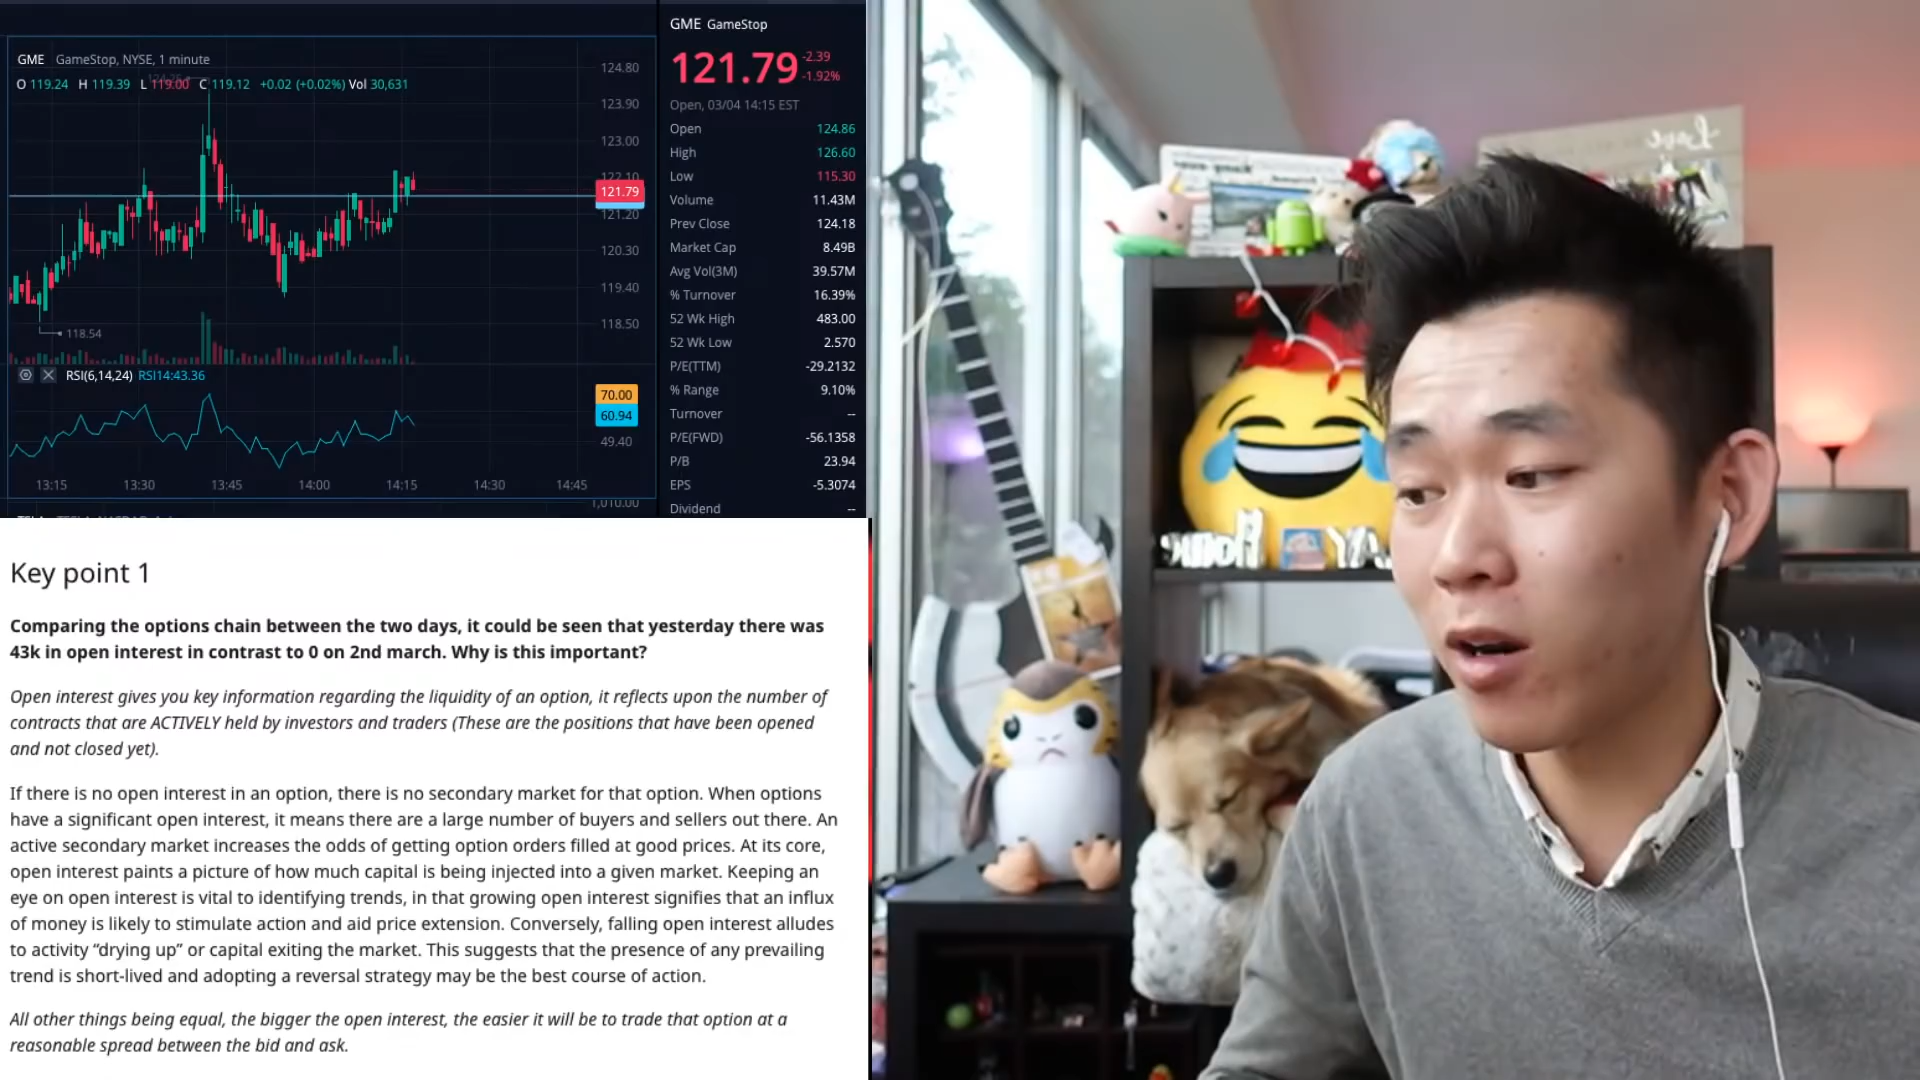 GME GameStop, NYSE, 1 minute
O 119.24 H 119.39 L 119.00 C 119.12 +0.02 (+0.02%) Vol 30,631
124.80
123.90
123.00
122.10
121.79
121.20
120.30
119.40
118.50
118.54
RSI(6,14,24) RSI14:43.36
70.00
60.94
49.40
13:15 13:30 13:45 14:00 14:15 14:30 14:45
1,010.00
GME GameStop
121.79 -2.39
-1.92%
Open, 03/04 14:15 EST
Open 124.86
High 126.60
Low 115.30
Volume 11.43M
Prev Close 124.18
Market Cap 8.49B
Avg Vol(3M) 39.57M
% Turnover 16.39%
52 Wk High 483.00
52 Wk Low 2.570
P/E(TTM) -29.2132
% Range 9.10%
Turnover --
P/E(FWD) -56.1358
P/B 23.94
EPS -5.3074
Dividend --
Key point 1
Comparing the options chain between the two days, it could be seen that yesterday there was
43k in open interest in contrast to 0 on 2nd march. Why is this important?
Open interest gives you key information regarding the liquidity of an option, it reflects upon the number of
contracts that are ACTIVELY held by investors and traders (These are the positions that have been opened
and not closed yet).
If there is no open interest in an option, there is no secondary market for that option. When options
have a significant open interest, it means there are a large number of buyers and sellers out there. An
active secondary market increases the odds of getting option orders filled at good prices. At its core,
open interest paints a picture of how much capital is being injected into a given market. Keeping an
eye on open interest is vital to identifying trends, in that growing open interest signifies that an influx
of money is likely to stimulate action and aid price extension. Conversely, falling open interest alludes
to activity “drying up” or capital exiting the market. This suggests that the presence of any prevailing
trend is short-lived and adopting a reversal strategy may be the best course of action.
All other things being equal, the bigger the open interest, the easier it will be to trade that option at a
reasonable spread between the bid and ask.